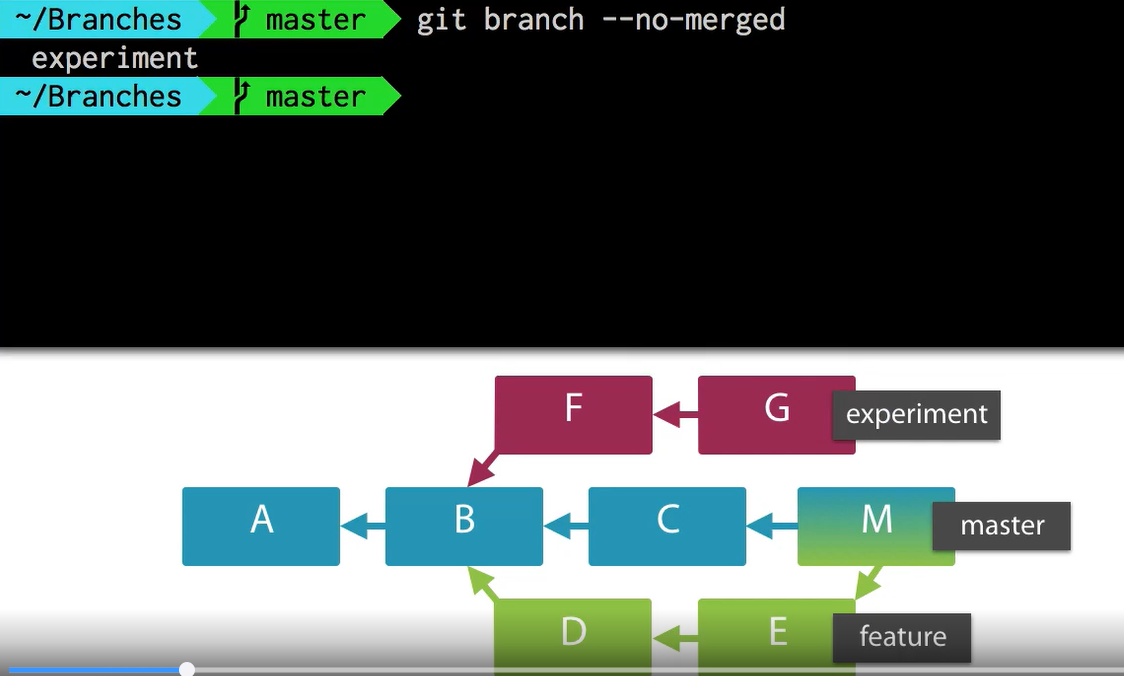 ~/Branches master git branch --no-merged
experiment
~/Branches master
F
G
experiment
A
B
C
M
master
D
E
feature